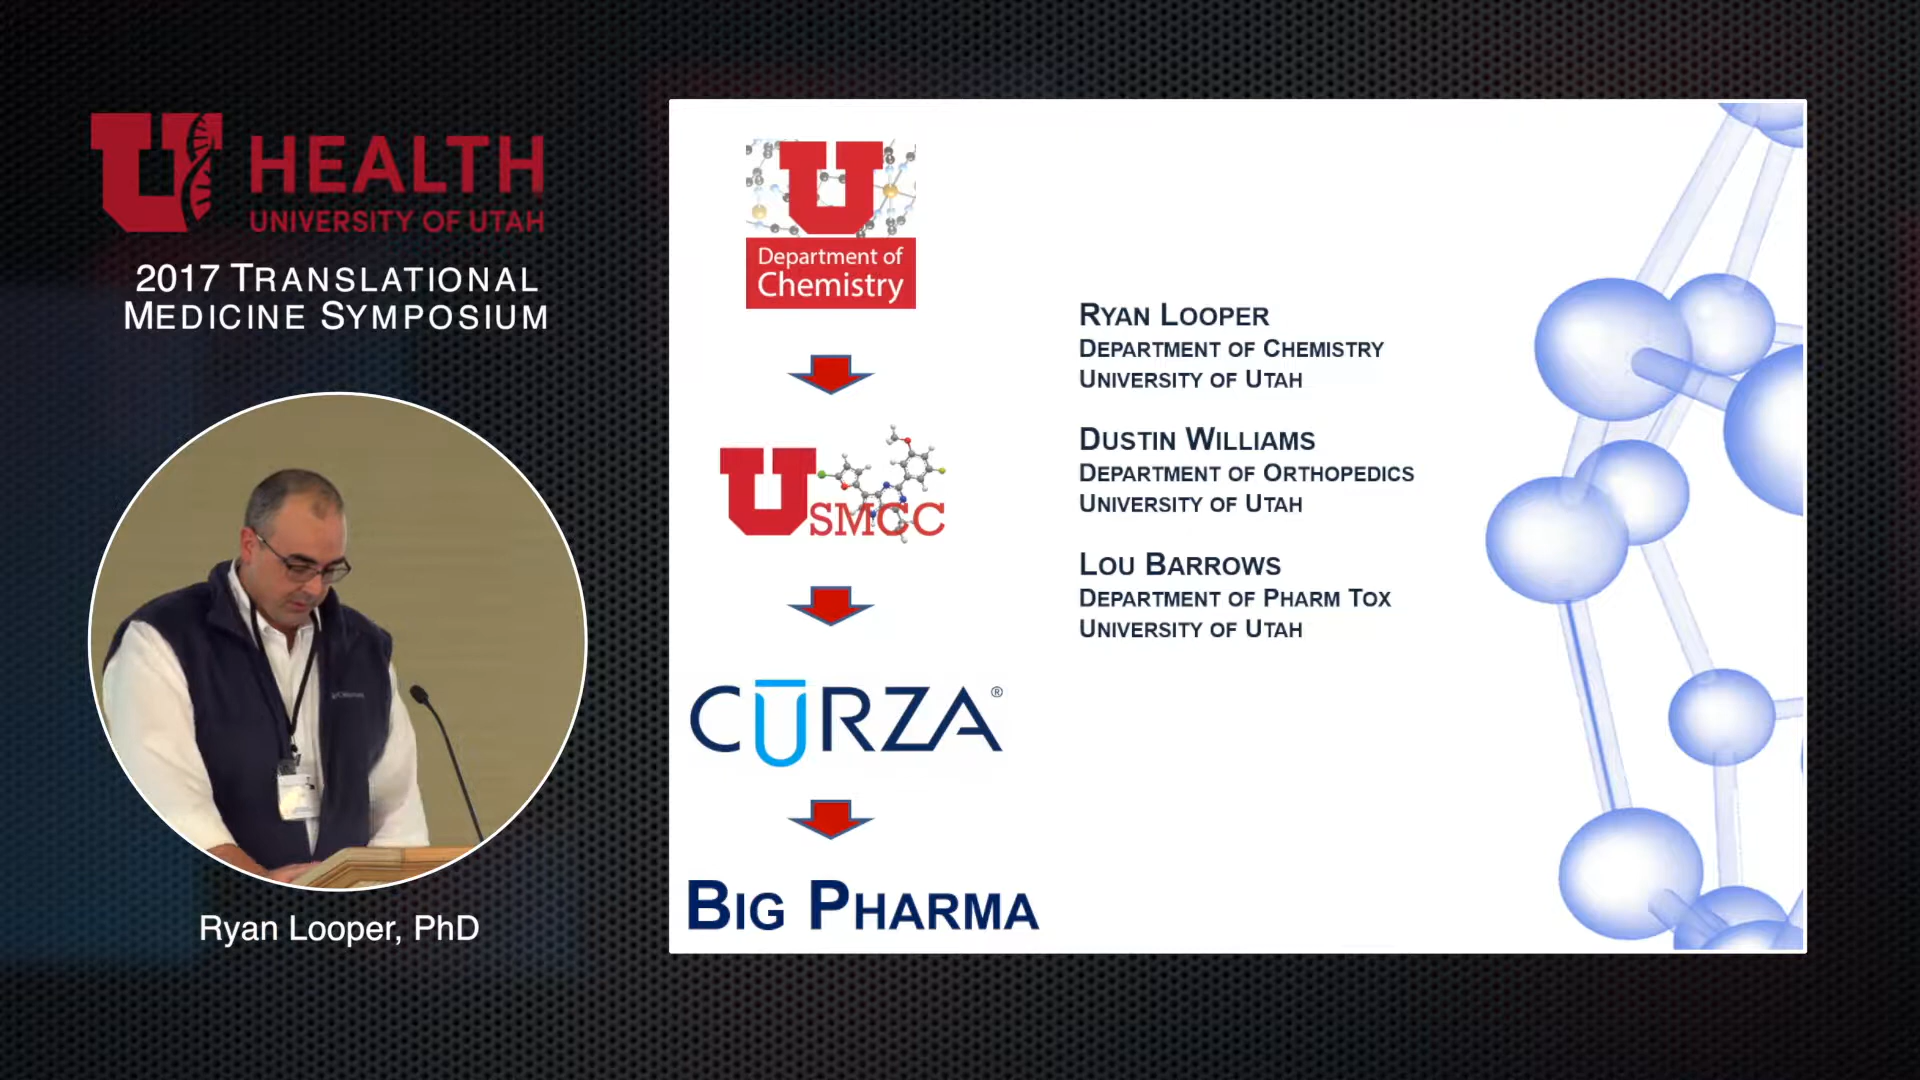 U HEALTH
UNIVERSITY OF UTAH
2017 TRANSLATIONAL
MEDICINE SYMPOSIUM
Ryan Looper, PhD
U
Department of
Chemistry
USMCC
CŪRZA®
BIG PHARMA
RYAN LOOPER
DEPARTMENT OF CHEMISTRY
UNIVERSITY OF UTAH
DUSTIN WILLIAMS
DEPARTMENT OF ORTHOPEDICS
UNIVERSITY OF UTAH
LOU BARROWS
DEPARTMENT OF PHARM TOX
UNIVERSITY OF UTAH